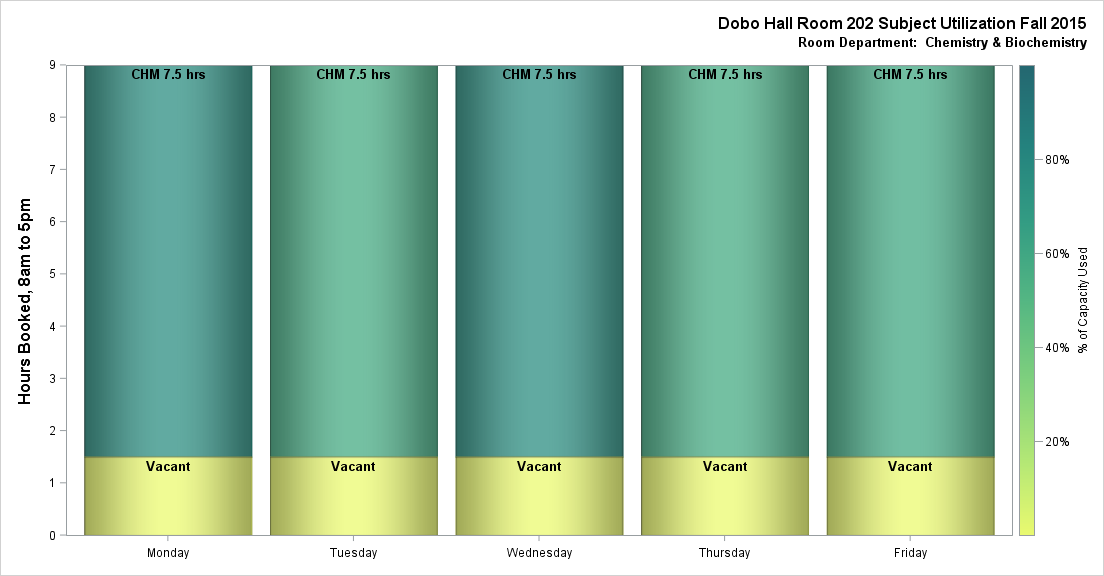 Dobo Hall Room 202 Subject Utilization Fall 2015
Room Department: Chemistry & Biochemistry
Hours Booked, 8am to 5pm
9
8
7
6
5
4
3
2
1
0
CHM 7.5 hrs
CHM 7.5 hrs
CHM 7.5 hrs
CHM 7.5 hrs
CHM 7.5 hrs
Vacant
Vacant
Vacant
Vacant
Vacant
Monday
Tuesday
Wednesday
Thursday
Friday
80%
60%
40%
20%
% of Capacity Used